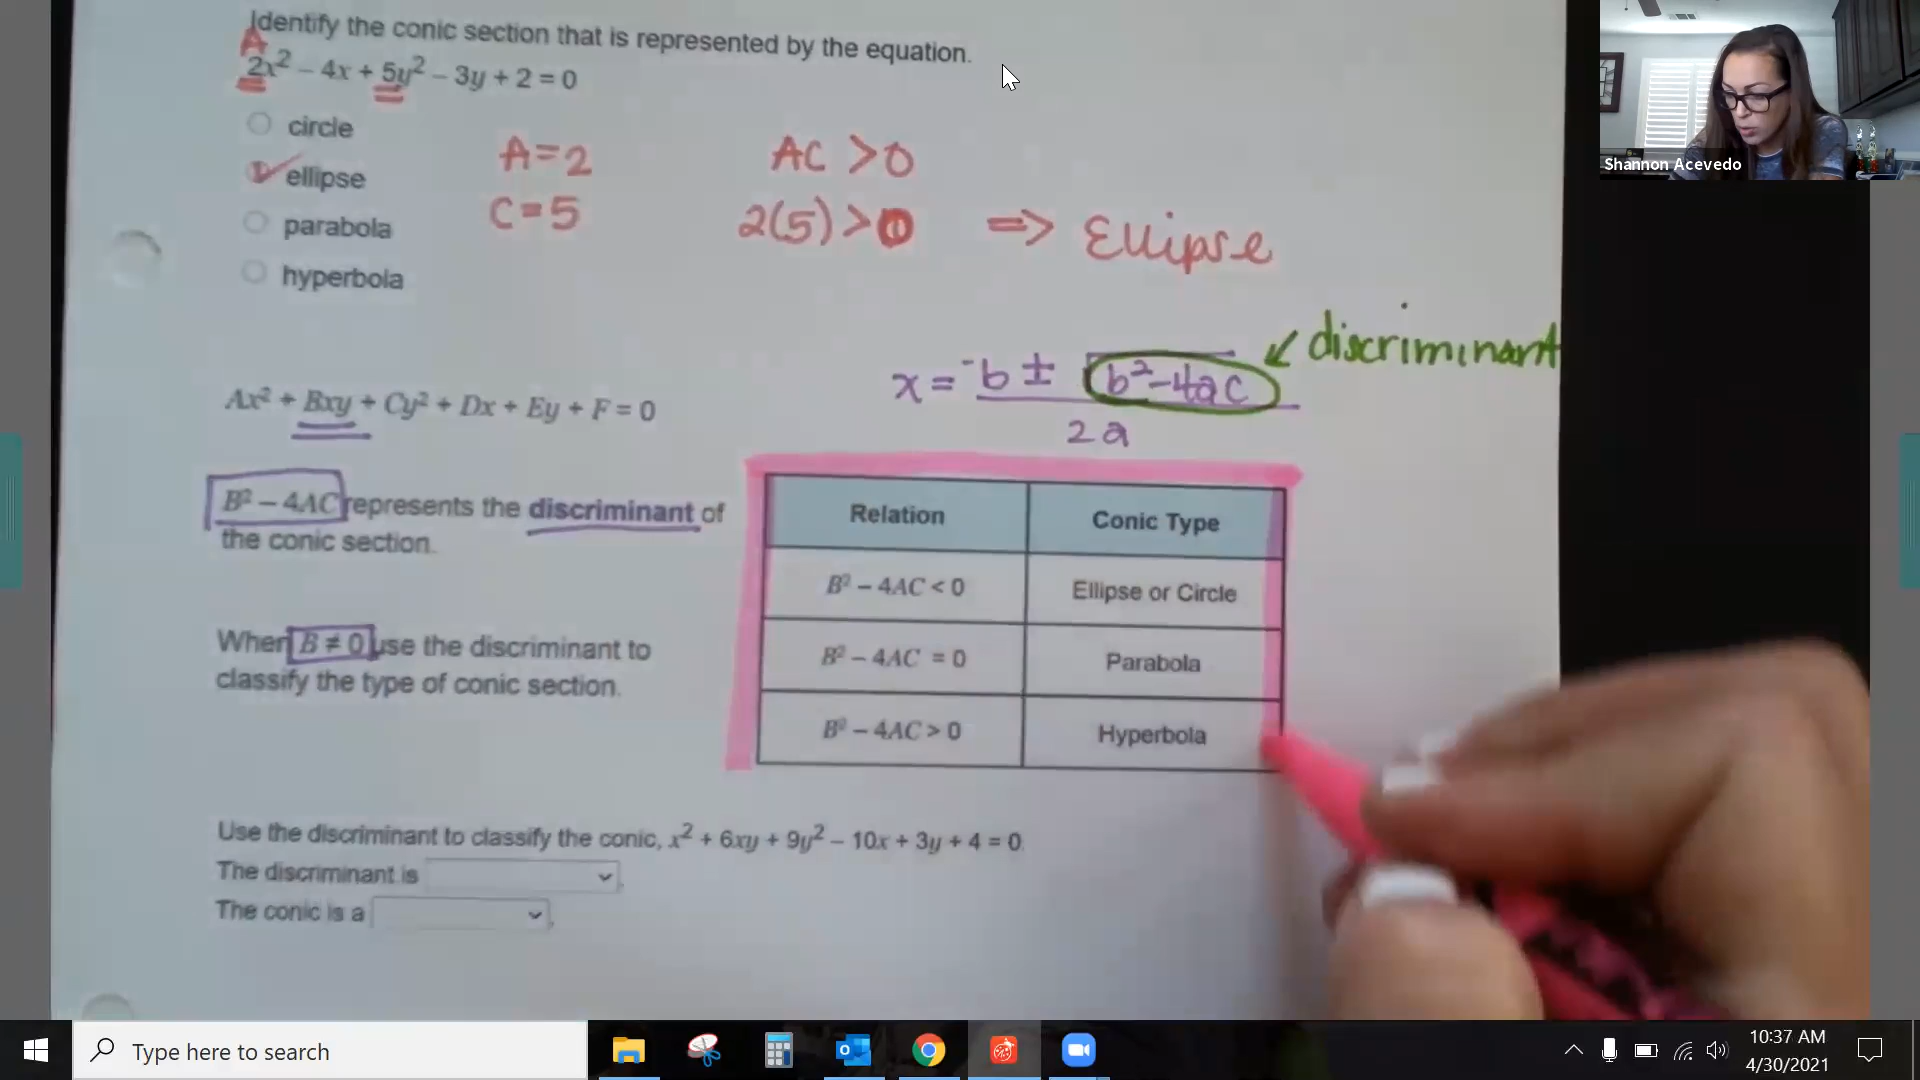 Identify the conic section that is represented by the equation.
A
2x² − 4x + 5y² − 3y + 2 = 0
circle
ellipse
parabola
hyperbola
A=2
C=5
AC >0
2(5)>0 => Ellipse
x = -b ± √b²-4ac
2a
discriminant
Ax² + Bxy + Cy² + Dx + Ey + F = 0
B² − 4AC represents the discriminant of
the conic section.
When B ≠ 0 use the discriminant to
classify the type of conic section.
Relation Conic Type
B² − 4AC < 0 Ellipse or Circle
B² − 4AC = 0 Parabola
B² − 4AC > 0 Hyperbola
Use the discriminant to classify the conic, x² + 6xy + 9y² − 10x + 3y + 4 = 0.
The discriminant is
The conic is a
Shannon Acevedo
Type here to search
10:37 AM
4/30/2021